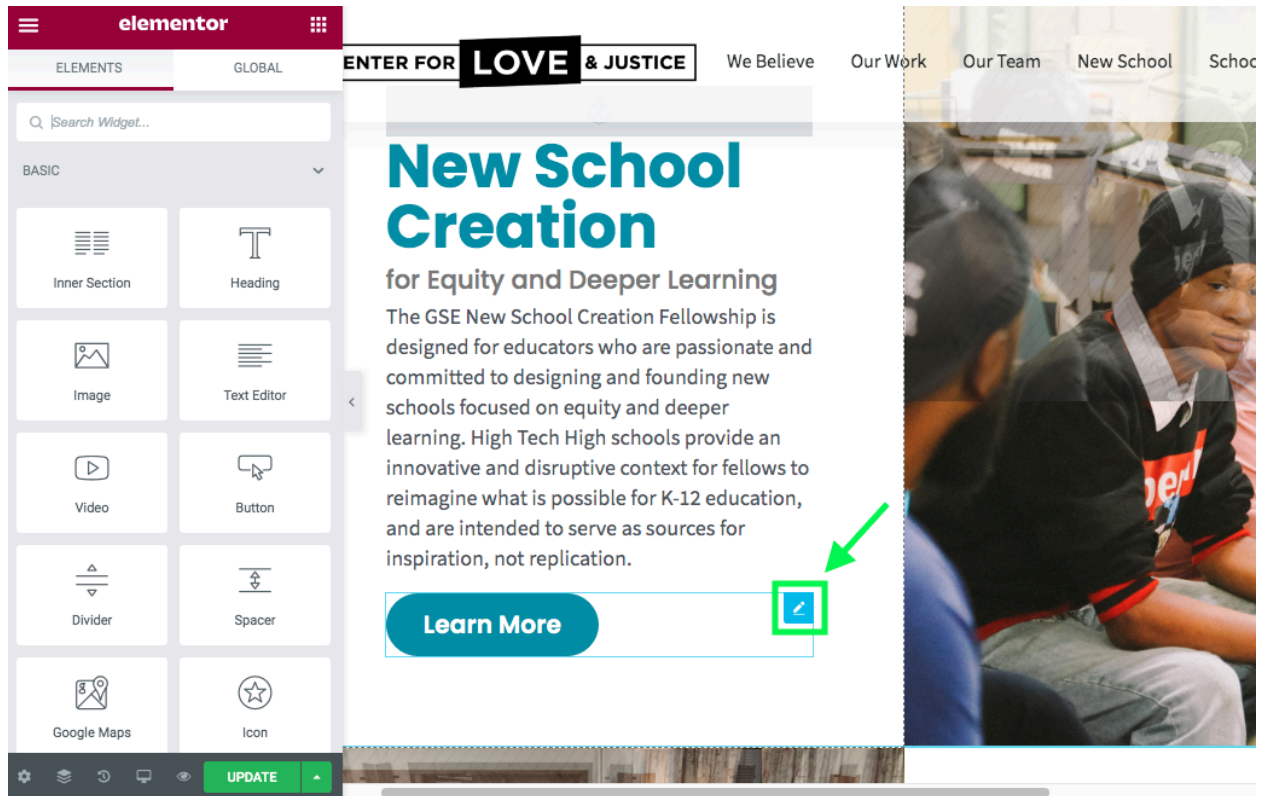 elementor
ELEMENTS
GLOBAL
Search Widget...
BASIC
Inner Section
Heading
Image
Text Editor
Video
Button
Divider
Spacer
Google Maps
Icon
UPDATE
ENTER FOR LOVE & JUSTICE
We Believe
Our Work
Our Team
New School
Schoo
New School
Creation
for Equity and Deeper Learning
The GSE New School Creation Fellowship is
designed for educators who are passionate and
committed to designing and founding new
schools focused on equity and deeper
learning. High Tech High schools provide an
innovative and disruptive context for fellows to
reimagine what is possible for K-12 education,
and are intended to serve as sources for
inspiration, not replication.
Learn More